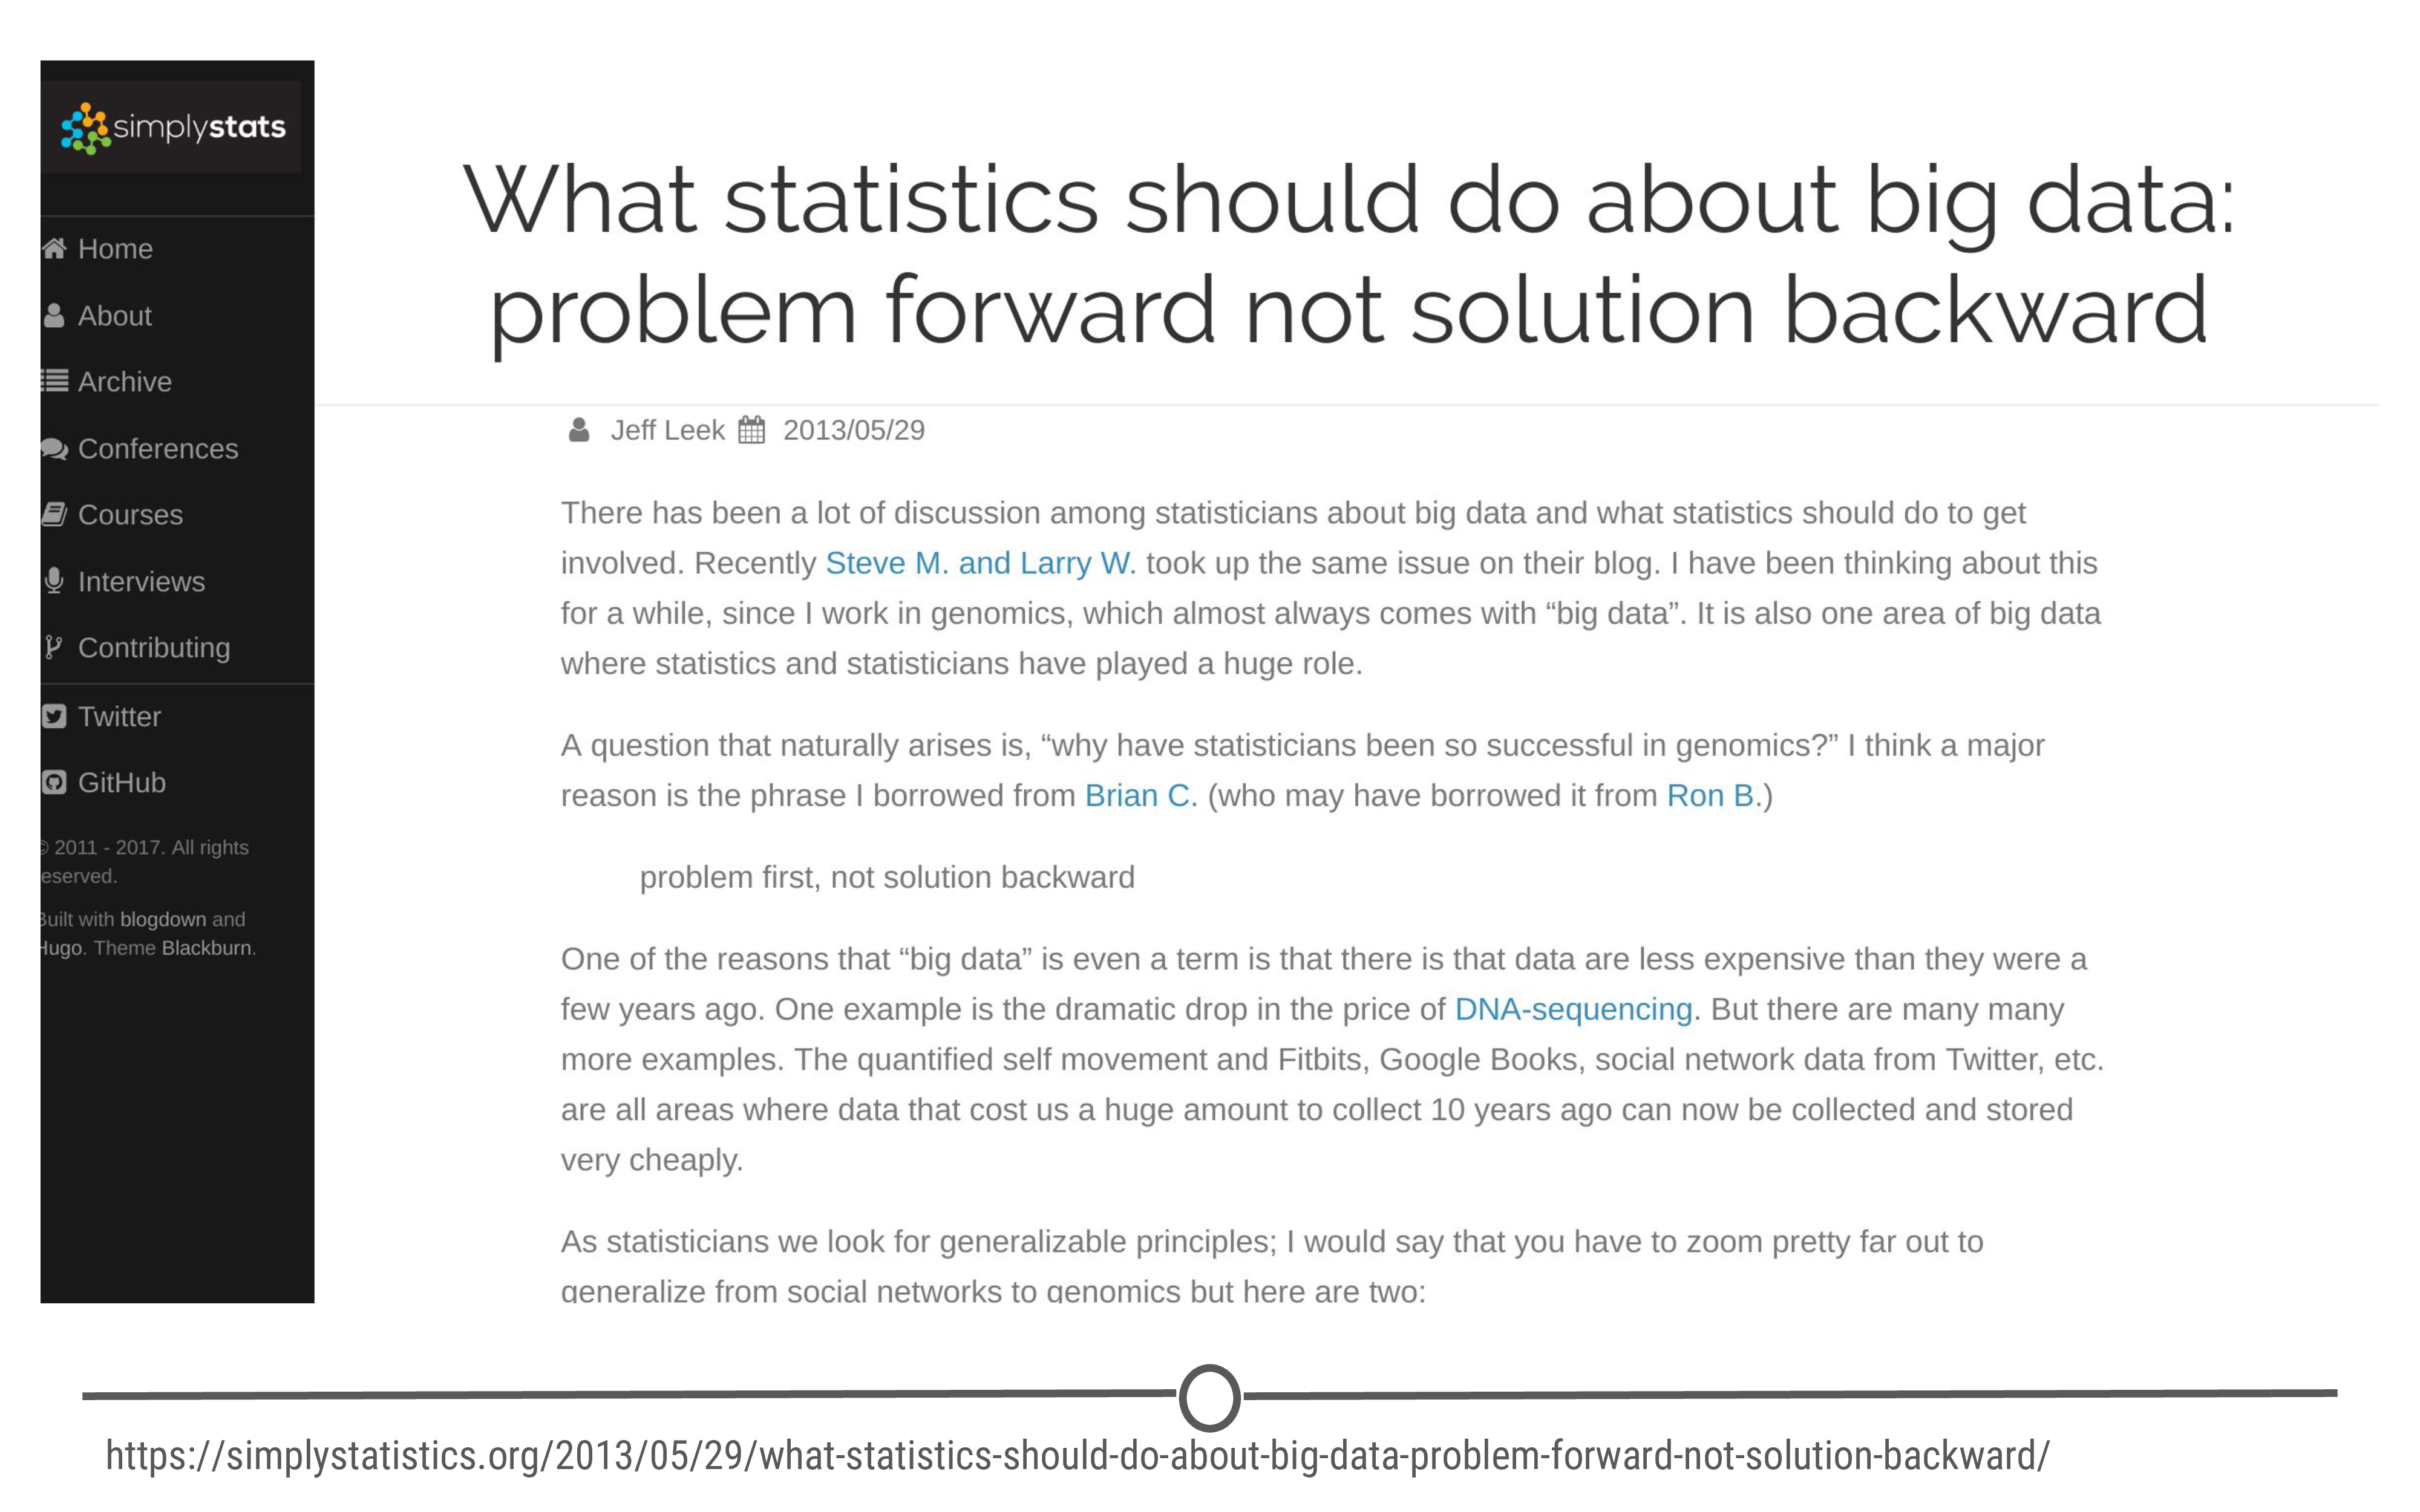 simplystats
Home
About
Archive
Conferences
Courses
Interviews
Contributing
Twitter
GitHub
© 2011 - 2017. All rights
eserved.
Built with blogdown and
Hugo. Theme Blackburn.
What statistics should do about big data:
problem forward not solution backward
Jeff Leek 2013/05/29
There has been a lot of discussion among statisticians about big data and what statistics should do to get
involved. Recently Steve M. and Larry W. took up the same issue on their blog. I have been thinking about this
for a while, since I work in genomics, which almost always comes with “big data”. It is also one area of big data
where statistics and statisticians have played a huge role.
A question that naturally arises is, “why have statisticians been so successful in genomics?” I think a major
reason is the phrase I borrowed from Brian C. (who may have borrowed it from Ron B.)
problem first, not solution backward
One of the reasons that “big data” is even a term is that there is that data are less expensive than they were a
few years ago. One example is the dramatic drop in the price of DNA-sequencing. But there are many many
more examples. The quantified self movement and Fitbits, Google Books, social network data from Twitter, etc.
are all areas where data that cost us a huge amount to collect 10 years ago can now be collected and stored
very cheaply.
As statisticians we look for generalizable principles; I would say that you have to zoom pretty far out to
generalize from social networks to genomics but here are two:
https://simplystatistics.org/2013/05/29/what-statistics-should-do-about-big-data-problem-forward-not-solution-backward/